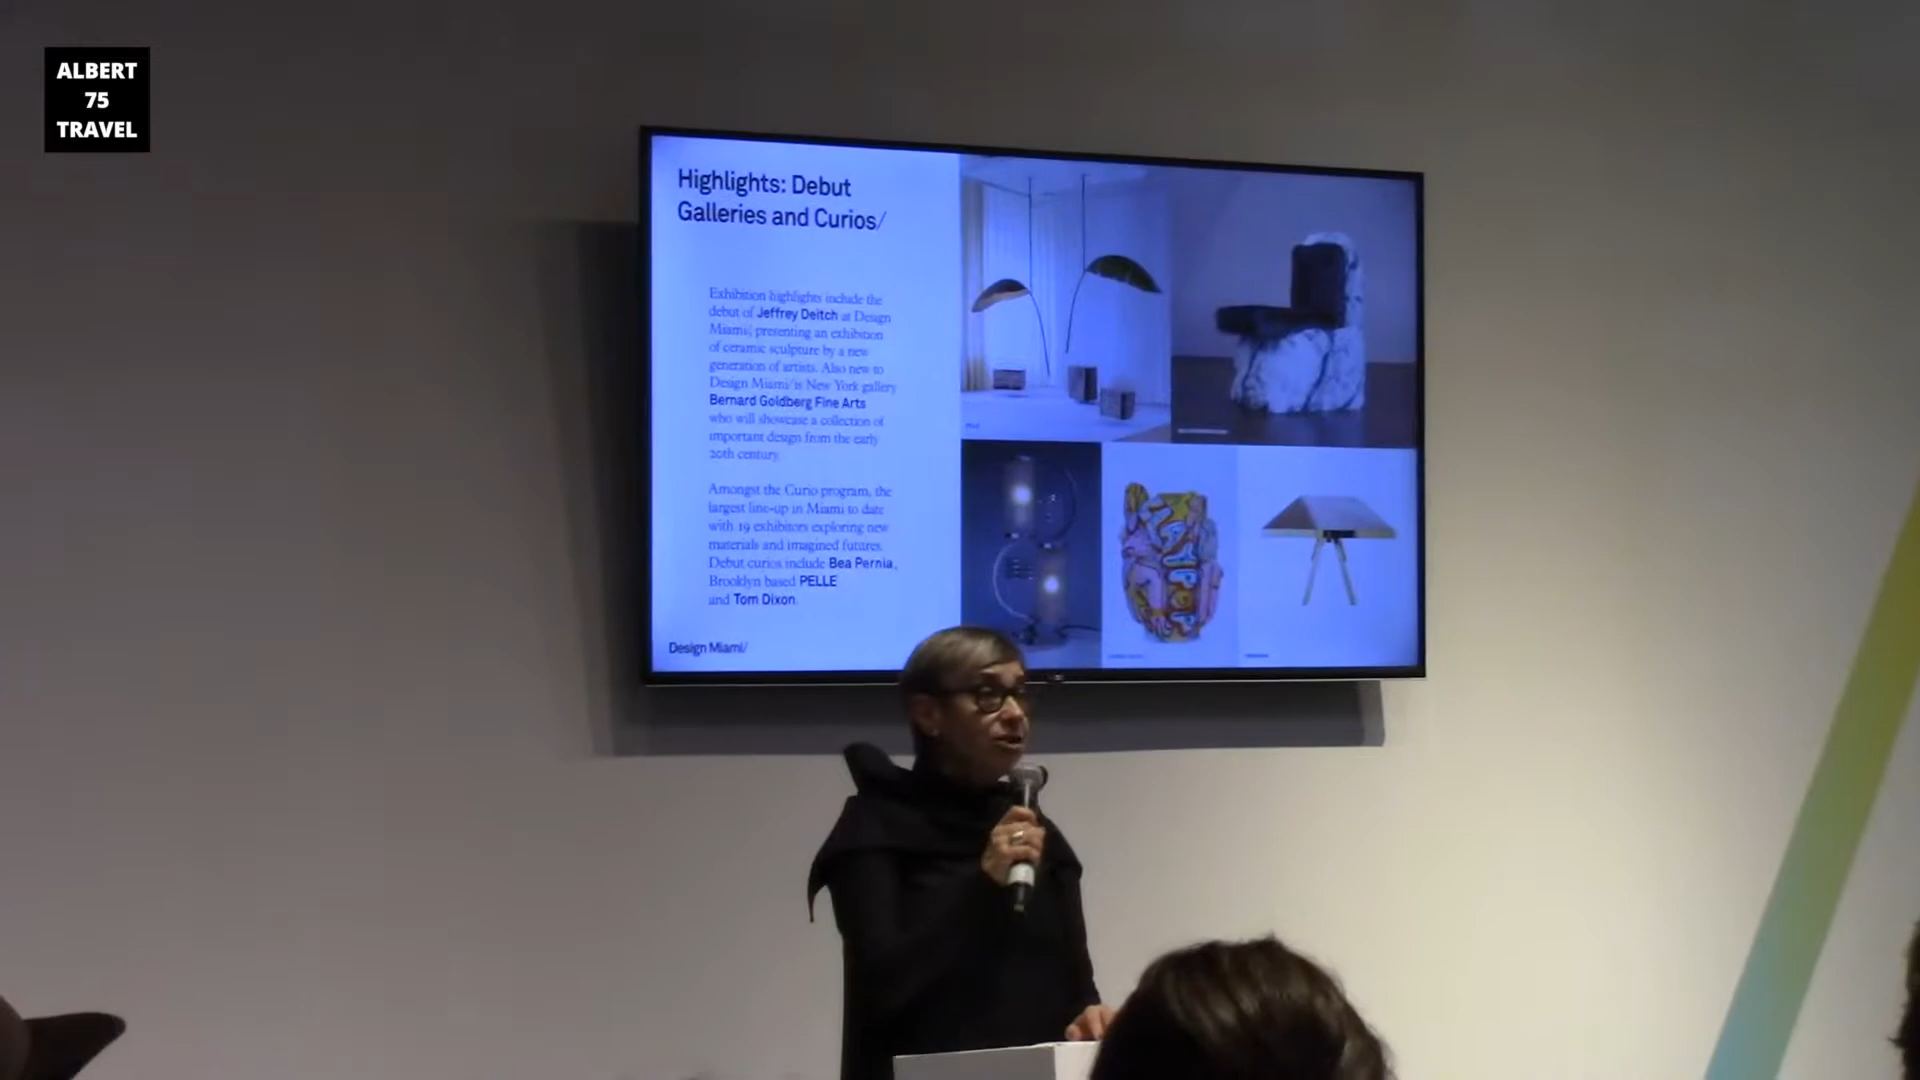 ALBERT
75
TRAVEL
Highlights: Debut
Galleries and Curios/
Exhibition highlights include the
debut of Jeffrey Deitch at Design
Miami/, presenting an exhibition
of ceramic sculpture by a new
generation of artists. Also new to
Design Miami/ is New York gallery
Bernard Goldberg Fine Arts
who will showcase a collection of
important design from the early
20th century.
Amongst the Curio program, the
largest line-up in Miami to date
with 19 exhibitors exploring new
materials and imagined futures.
Debut curios include Bea Pernia,
Brooklyn based PELLE
and Tom Dixon.
Design Miami/